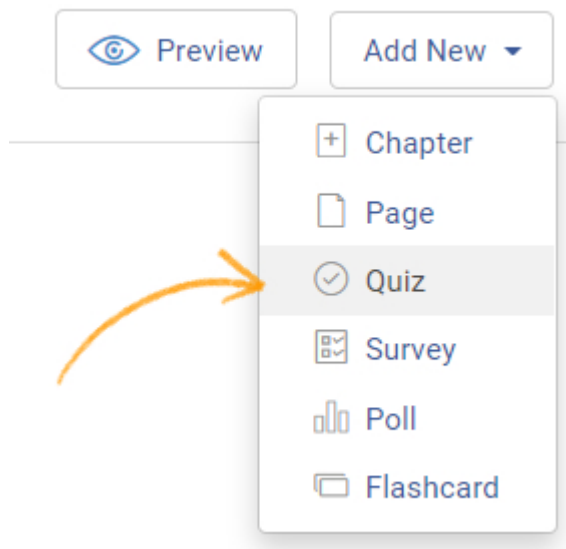 Preview
Add New
Chapter
Page
Quiz
Survey
Poll
Flashcard